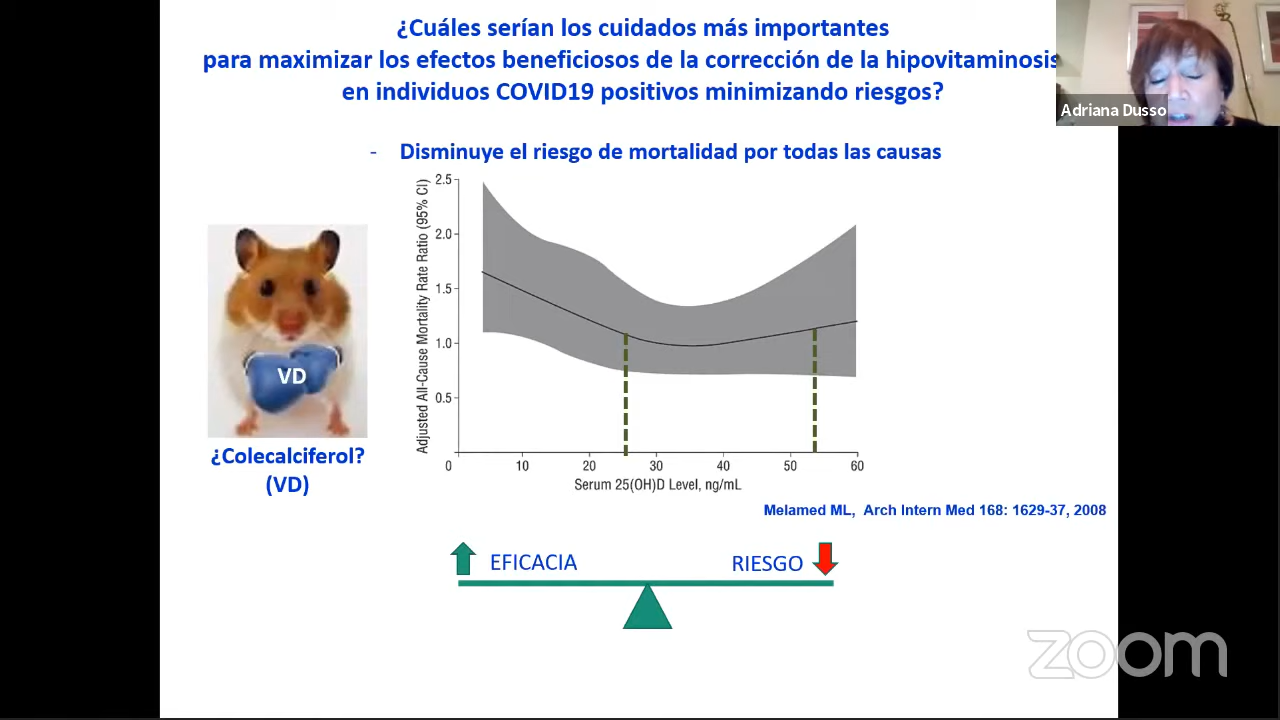 ¿Cuáles serían los cuidados más importantes
para maximizar los efectos beneficiosos de la corrección de la hipovitaminosis
en individuos COVID19 positivos minimizando riesgos?
Adriana Dusso
- Disminuye el riesgo de mortalidad por todas las causas
Adjusted All-Cause Mortality Rate Ratio (95% CI)
2.5
2.0
1.5
1.0
0.5
0 10 20 30 40 50 60
Serum 25(OH)D Level, ng/mL
VD
¿Colecalciferol?
(VD)
Melamed ML, Arch Intern Med 168: 1629-37, 2008
EFICACIA RIESGO
zoom